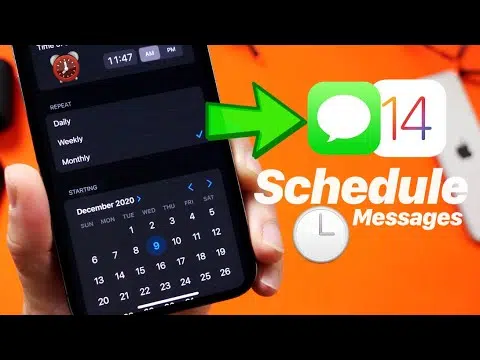 Time of
11:47 AM PM
REPEAT
Daily
Weekly
Monthly
STARTING
December 2020
SUN MON TUE WED THU FRI SAT
1 2 3 4 5
6 7 8 9 10 11 12
13 14 15 16 17 18 19
20 21 22 23 24 25 26
14
Schedule
Messages